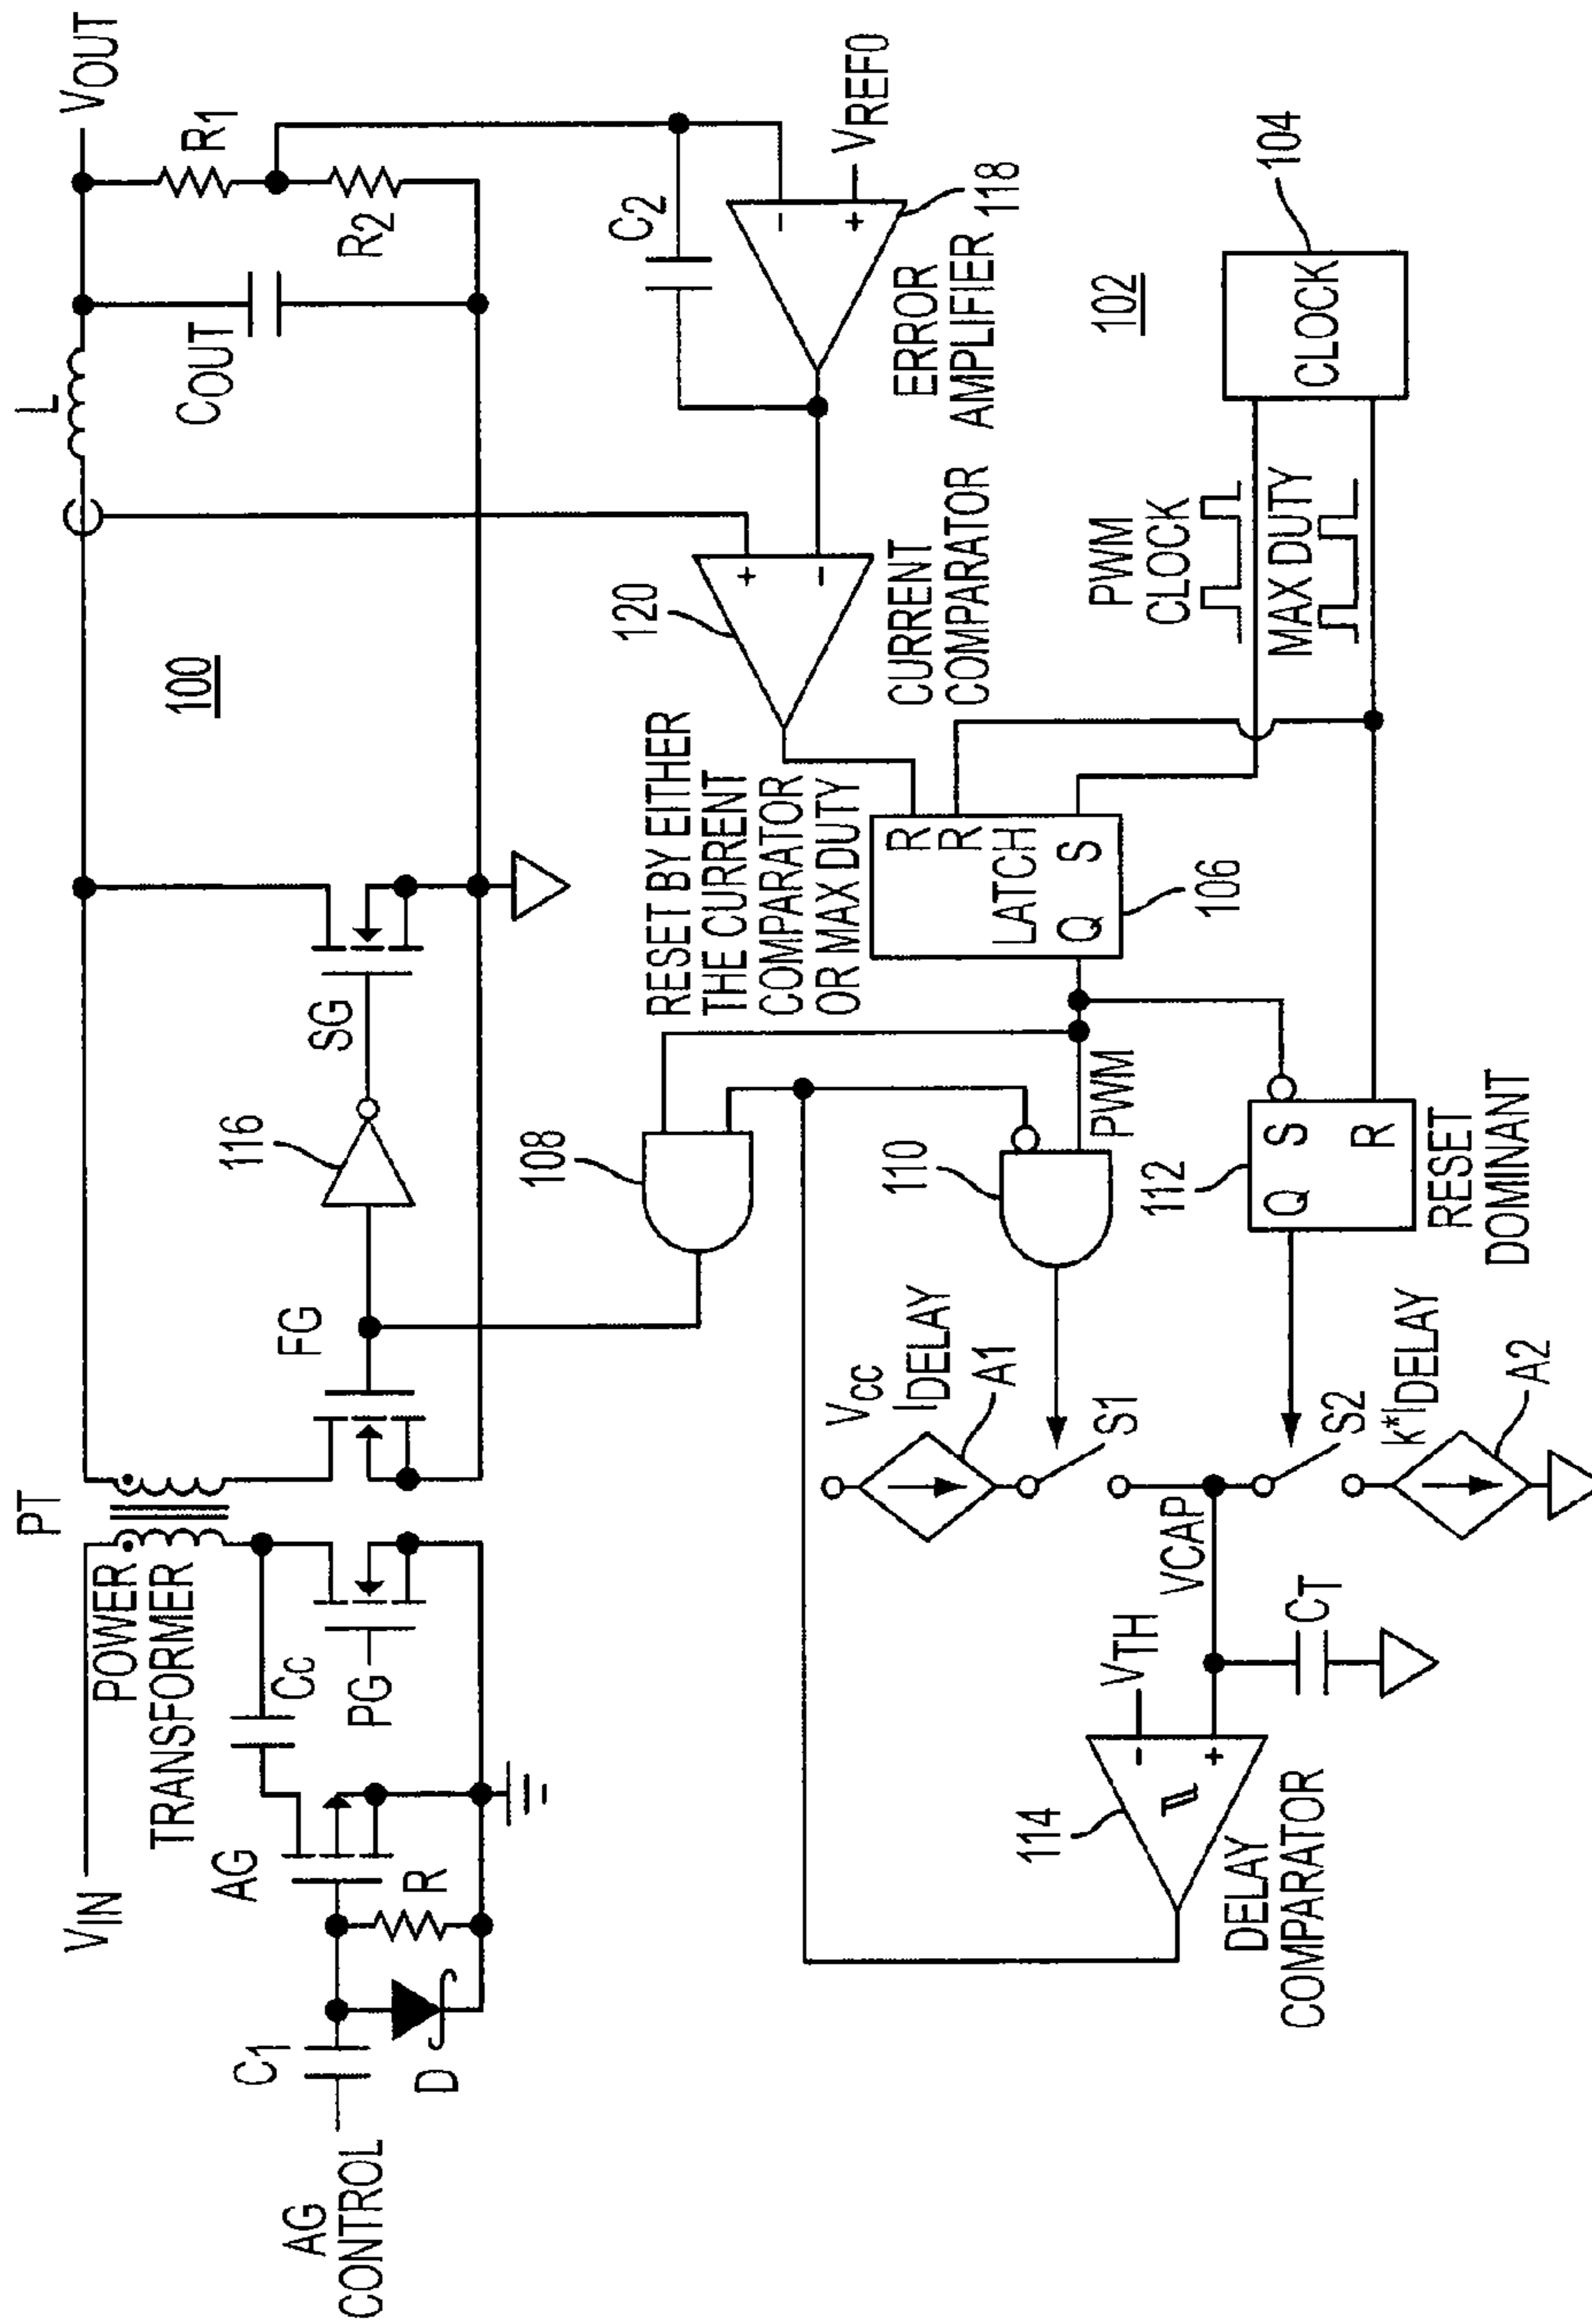 PT
POWER
TRANSFORMER
VIN
AG
CONTROL
C1
D
AG
R
CC
PG
FG
116
SG
100
L
COUT
R1
R2
VOUT
C2
VREF0
118
ERROR
AMPLIFIER
120
CURRENT
COMPARATOR
RESET BY EITHER
THE CURRENT
COMPARATOR
OR MAX DUTY
R
R
LATCH
Q S
106
102
104
CLOCK
PWM
CLOCK
MAX DUTY
108
110
PWM
112
Q S
R
RESET
DOMINANT
VCC
IDELAY
A1
S1
S2
k*IDELAY
A2
VCAP
CT
VTH
-
+
114
DELAY
COMPARATOR
+
-
-
+